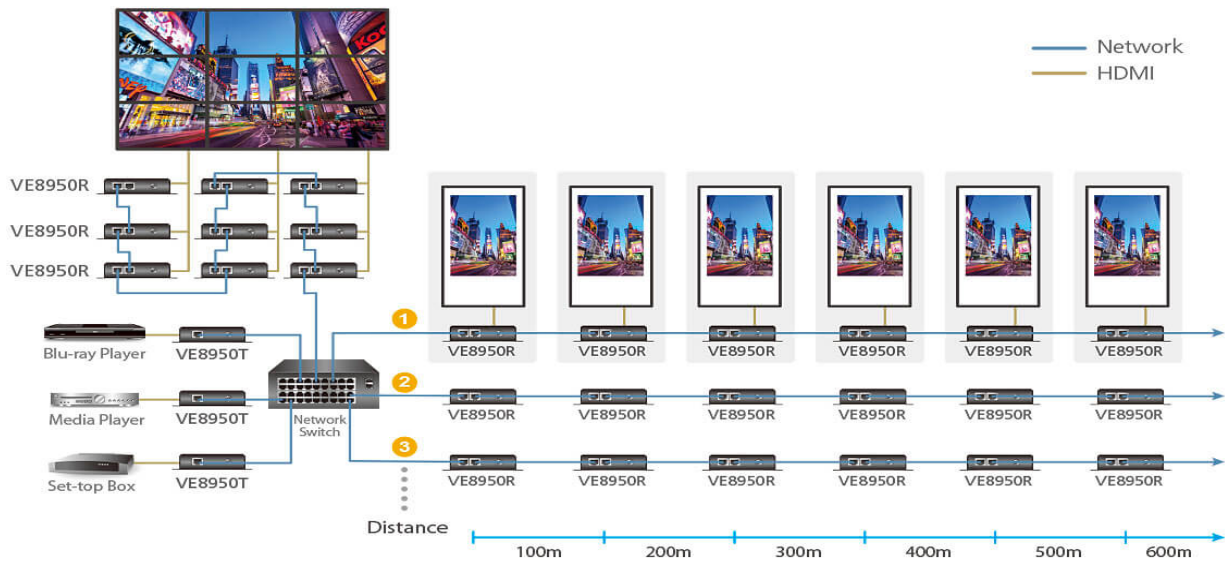 Network
HDMI
VE8950R
VE8950R
VE8950R
Blu-ray Player
VE8950T
Media Player
VE8950T
Set-top Box
VE8950T
Network
Switch
1
VE8950R VE8950R VE8950R VE8950R VE8950R VE8950R
2
VE8950R VE8950R VE8950R VE8950R VE8950R VE8950R
3
VE8950R VE8950R VE8950R VE8950R VE8950R VE8950R
Distance
100m 200m 300m 400m 500m 600m